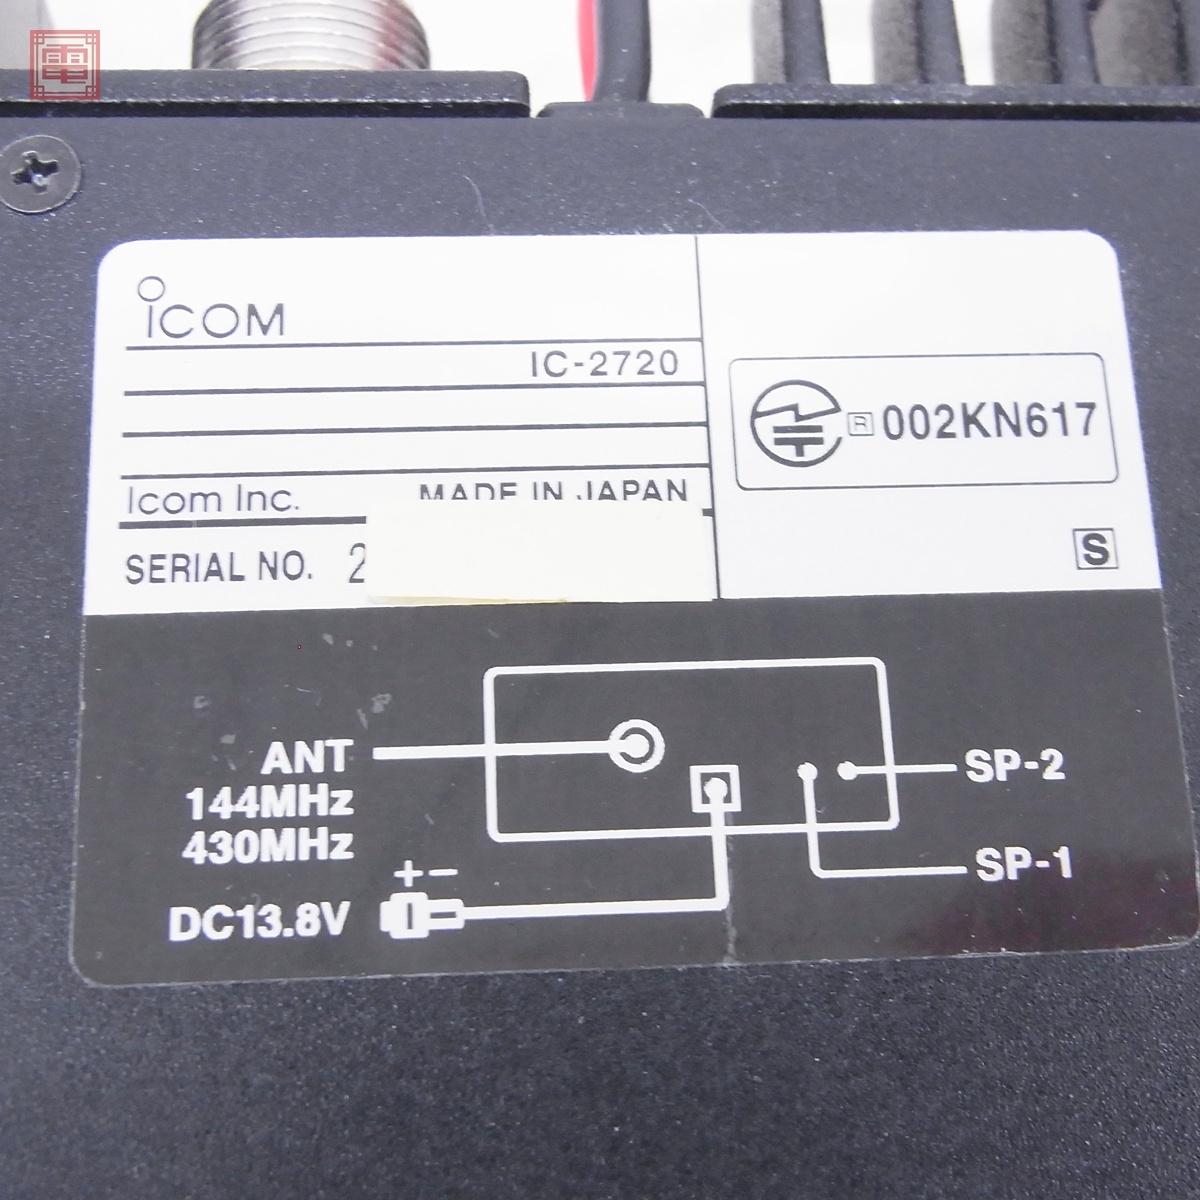 電
iCOM
IC-2720
Icom Inc. MADE IN JAPAN
SERIAL NO. 2
R 002KN617
S
ANT
144MHz
430MHz
+ −
DC13.8V
SP-2
SP-1